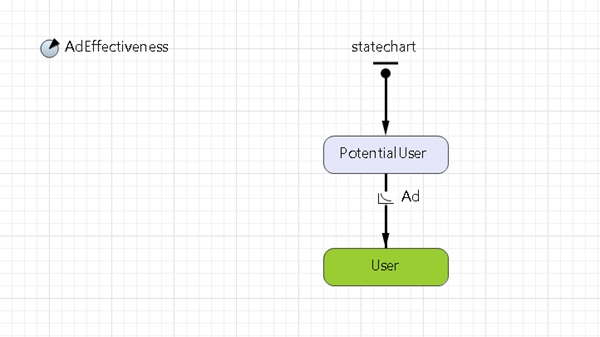 AdEffectiveness
statechart
PotentialUser
Ad
User